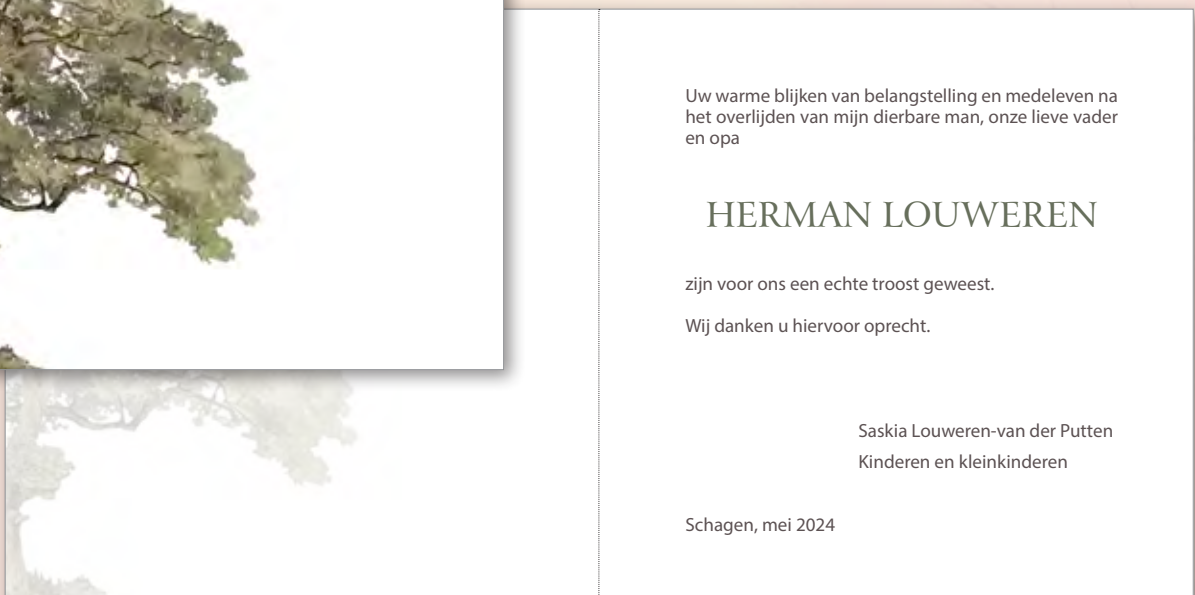 Uw warme blijken van belangstelling en medeleven na
het overlijden van mijn dierbare man, onze lieve vader
en opa
HERMAN LOUWEREN
zijn voor ons een echte troost geweest.
Wij danken u hiervoor oprecht.
Saskia Louweren-van der Putten
Kinderen en kleinkinderen
Schagen, mei 2024